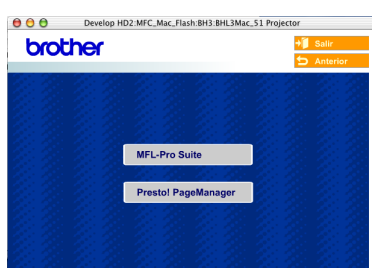 Develop HD2:MFC_Mac_Flash:BH3:BHL3Mac_51 Projector
brother
Salir
Anterior
MFL-Pro Suite
Presto! PageManager